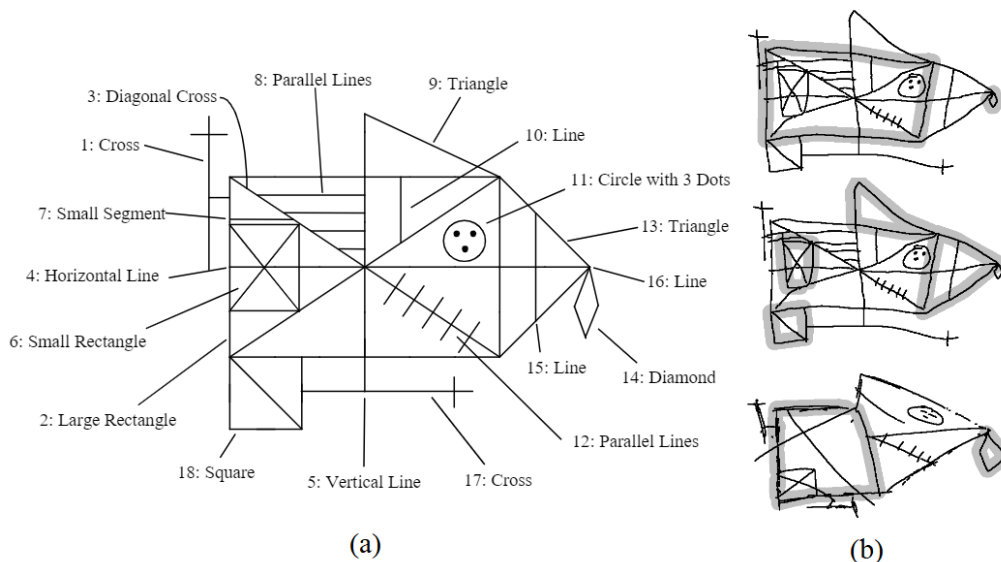 8: Parallel Lines
9: Triangle
3: Diagonal Cross
10: Line
1: Cross
11: Circle with 3 Dots
7: Small Segment
13: Triangle
4: Horizontal Line
16: Line
6: Small Rectangle
15: Line
14: Diamond
2: Large Rectangle
12: Parallel Lines
18: Square
5: Vertical Line
17: Cross
(a)
(b)